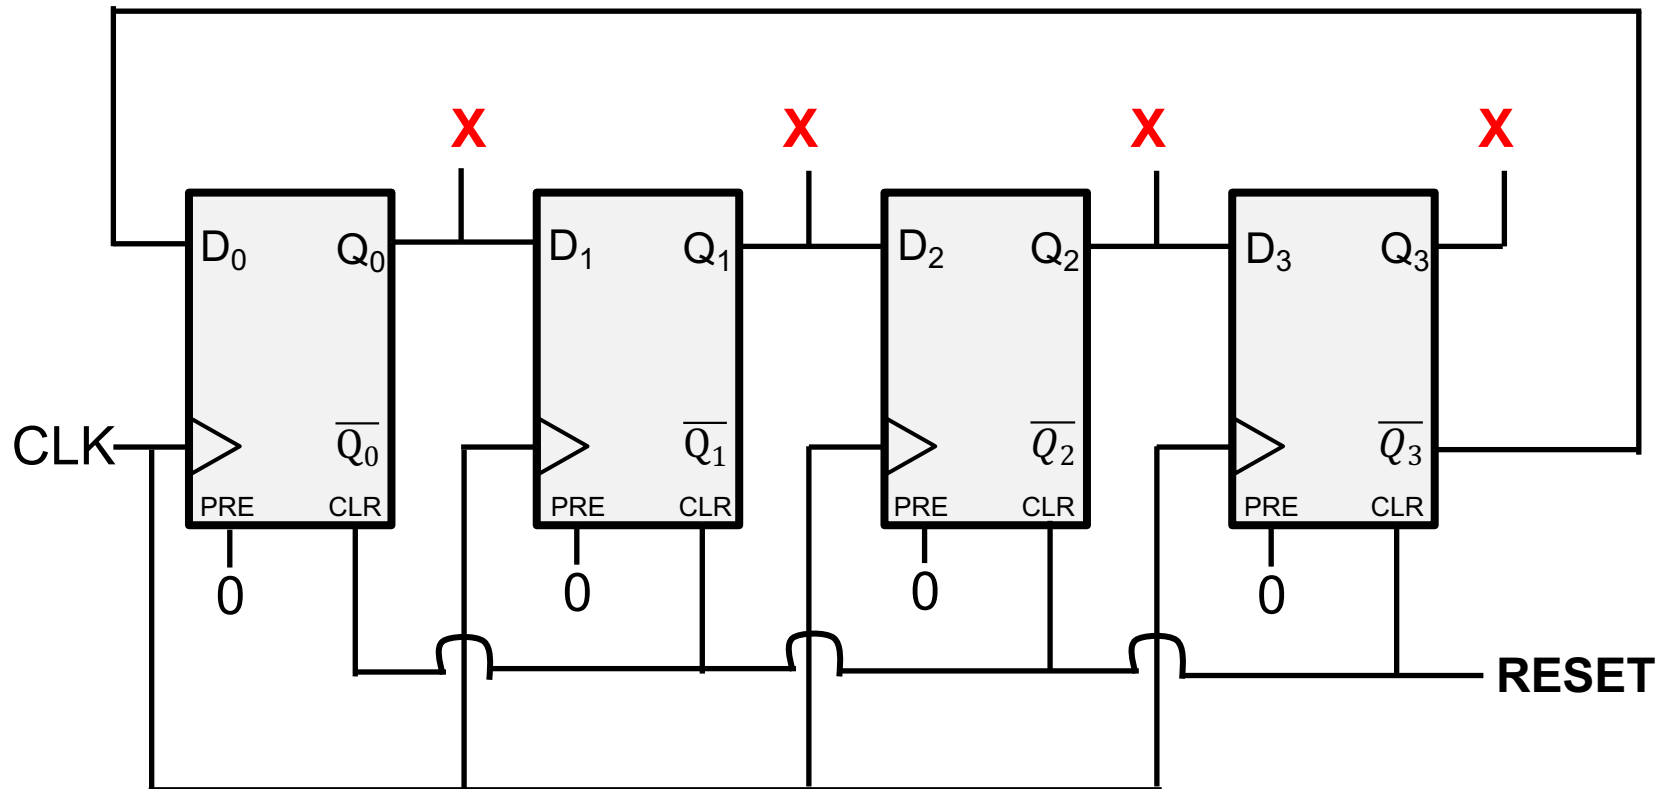 X X X X
D₀ Q₀ D₁ Q₁ D₂ Q₂ D₃ Q₃
CLK Q̅₀ Q̅₁ Q̅₂ Q̅₃
PRE CLR PRE CLR PRE CLR PRE CLR
0 0 0 0
RESET